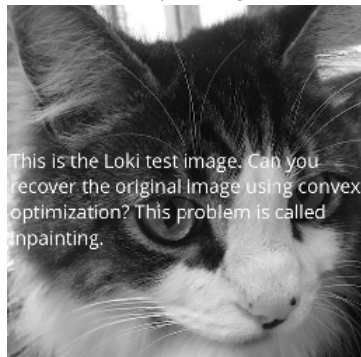 This is the Loki test image. Can you
recover the original image using convex
optimization? This problem is called
inpainting.